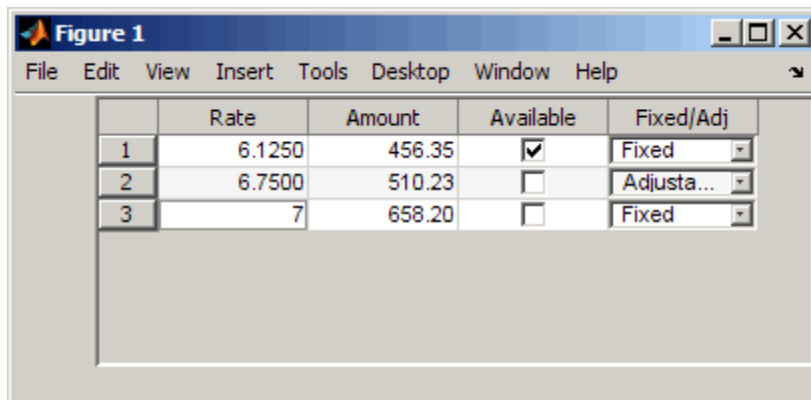 Figure 1
File Edit View Insert Tools Desktop Window Help
Rate Amount Available Fixed/Adj
1 6.1250 456.35 Fixed
2 6.7500 510.23 Adjusta...
3 7 658.20 Fixed